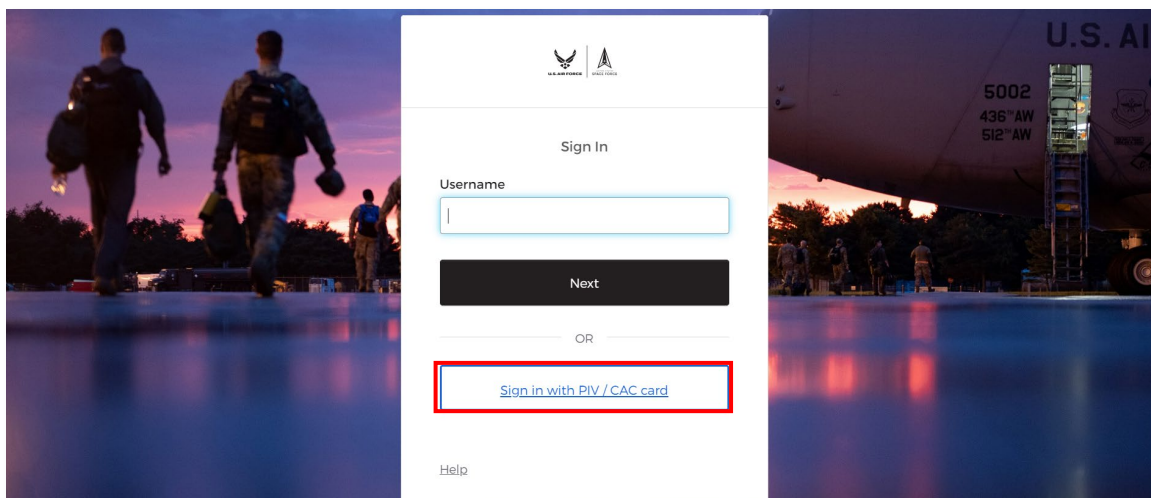 U.S. AIR FORCE
SPACE FORCE
Sign In
Username
Next
OR
Sign in with PIV / CAC card
Help
U.S. AI
5002
436TH AW
512TH AW